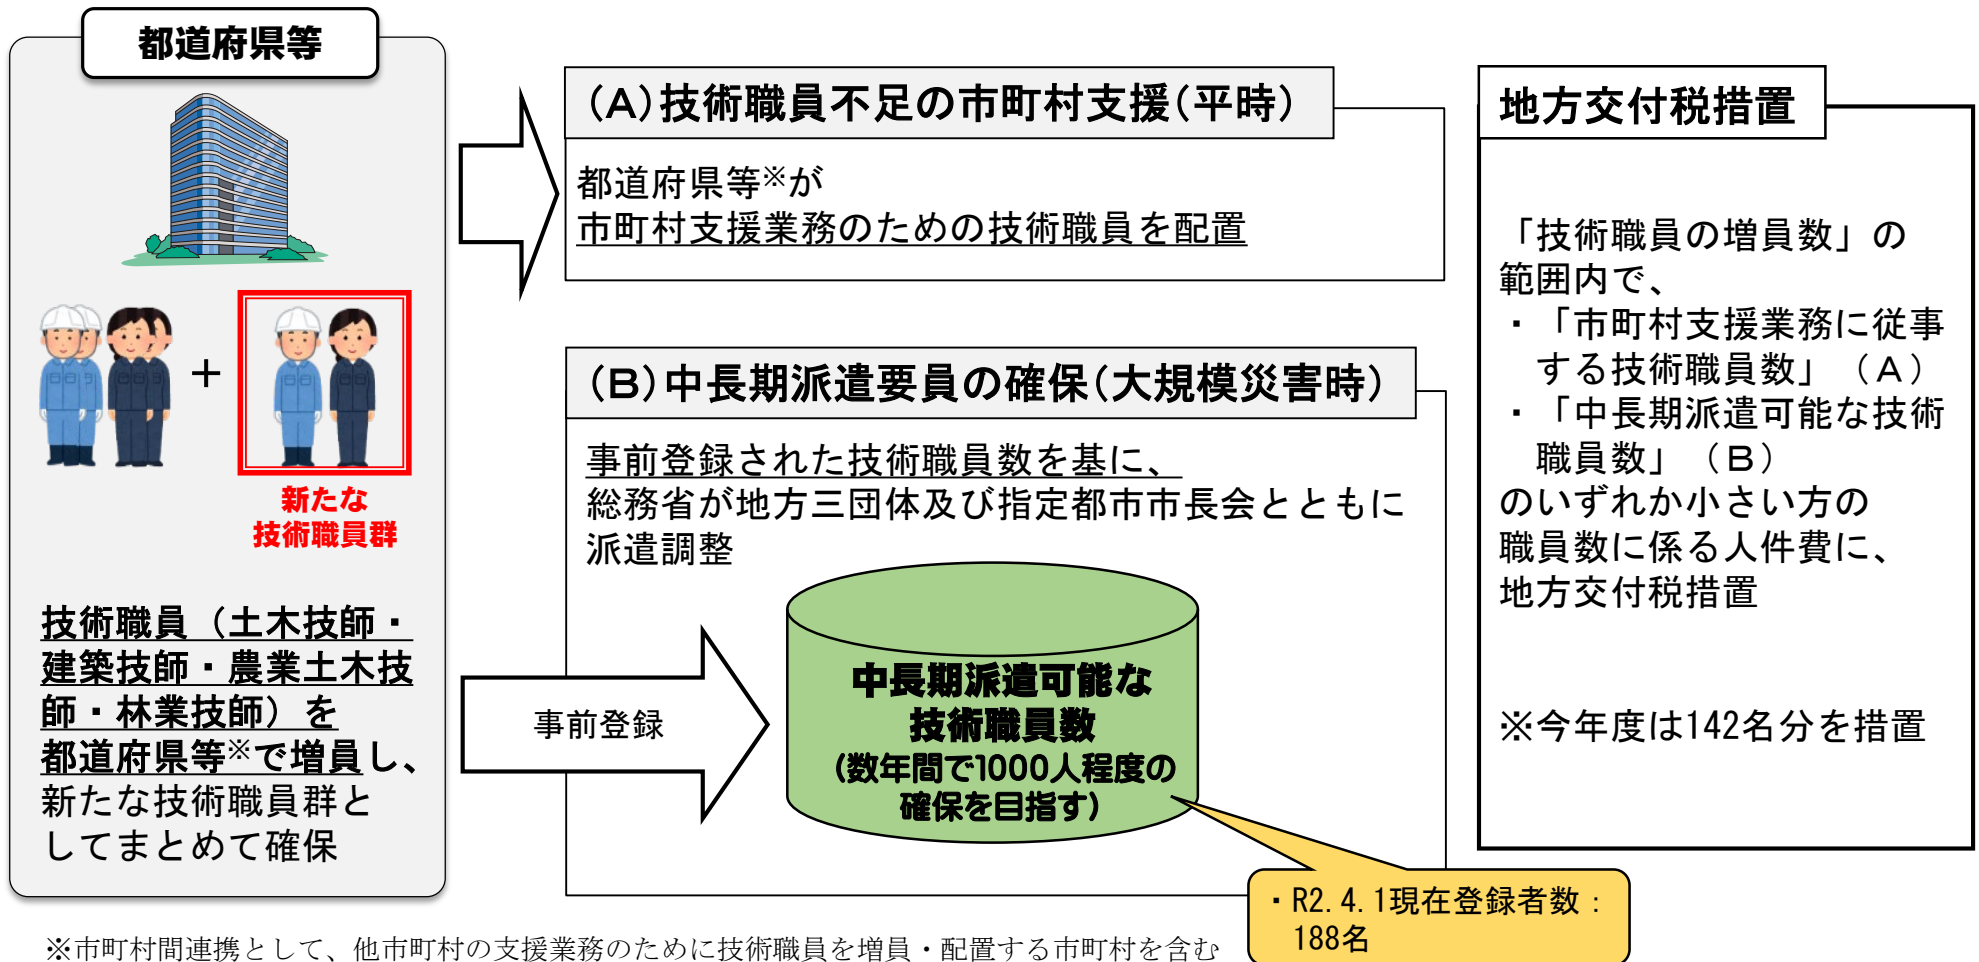 都道府県等
新たな
技術職員群
技術職員（土木技師・
建築技師・農業土木技
師・林業技師）を
都道府県等※で増員し、
新たな技術職員群と
してまとめて確保
（A）技術職員不足の市町村支援（平時）
都道府県等※が
市町村支援業務のための技術職員を配置
（B）中長期派遣要員の確保（大規模災害時）
事前登録された技術職員数を基に、
総務省が地方三団体及び指定都市市長会とともに
派遣調整
事前登録
中長期派遣可能な
技術職員数
（数年間で1000人程度の
確保を目指す）
・R2.4.1現在登録者数：
188名
地方交付税措置
「技術職員の増員数」の
範囲内で、
・「市町村支援業務に従事
する技術職員数」（A）
・「中長期派遣可能な技術
職員数」（B）
のいずれか小さい方の
職員数に係る人件費に、
地方交付税措置
※今年度は142名分を措置
※市町村間連携として、他市町村の支援業務のために技術職員を増員・配置する市町村を含む